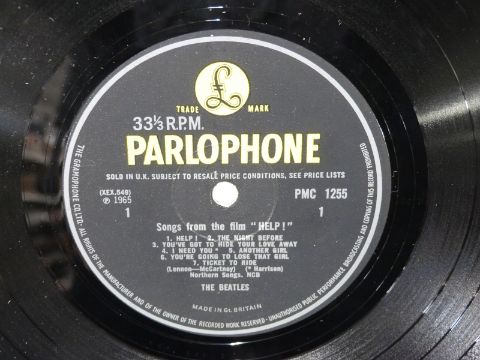 £
TRADE MARK
33⅓ R.P.M.
PARLOPHONE
SOLD IN U.K. SUBJECT TO RESALE PRICE CONDITIONS, SEE PRICE LISTS
(XEX.549)
℗ 1965
1
PMC 1255
1
Songs from the film "HELP!"
1. HELP! 2. THE NIGHT BEFORE
3. YOU'VE GOT TO HIDE YOUR LOVE AWAY
4. I NEED YOU * 5. ANOTHER GIRL
6. YOU'RE GOING TO LOSE THAT GIRL
7. TICKET TO RIDE
(Lennon—McCartney) (* Harrison)
Northern Songs, NCB
THE BEATLES
MADE IN GT. BRITAIN
THE GRAMOPHONE CO. LTD. ALL RIGHTS OF THE MANUFACTURER AND OF THE OWNER OF THE RECORDED WORK RESERVED UNAUTHORISED PUBLIC PERFORMANCE BROADCASTING AND COPYING OF THIS RECORD PROHIBITED